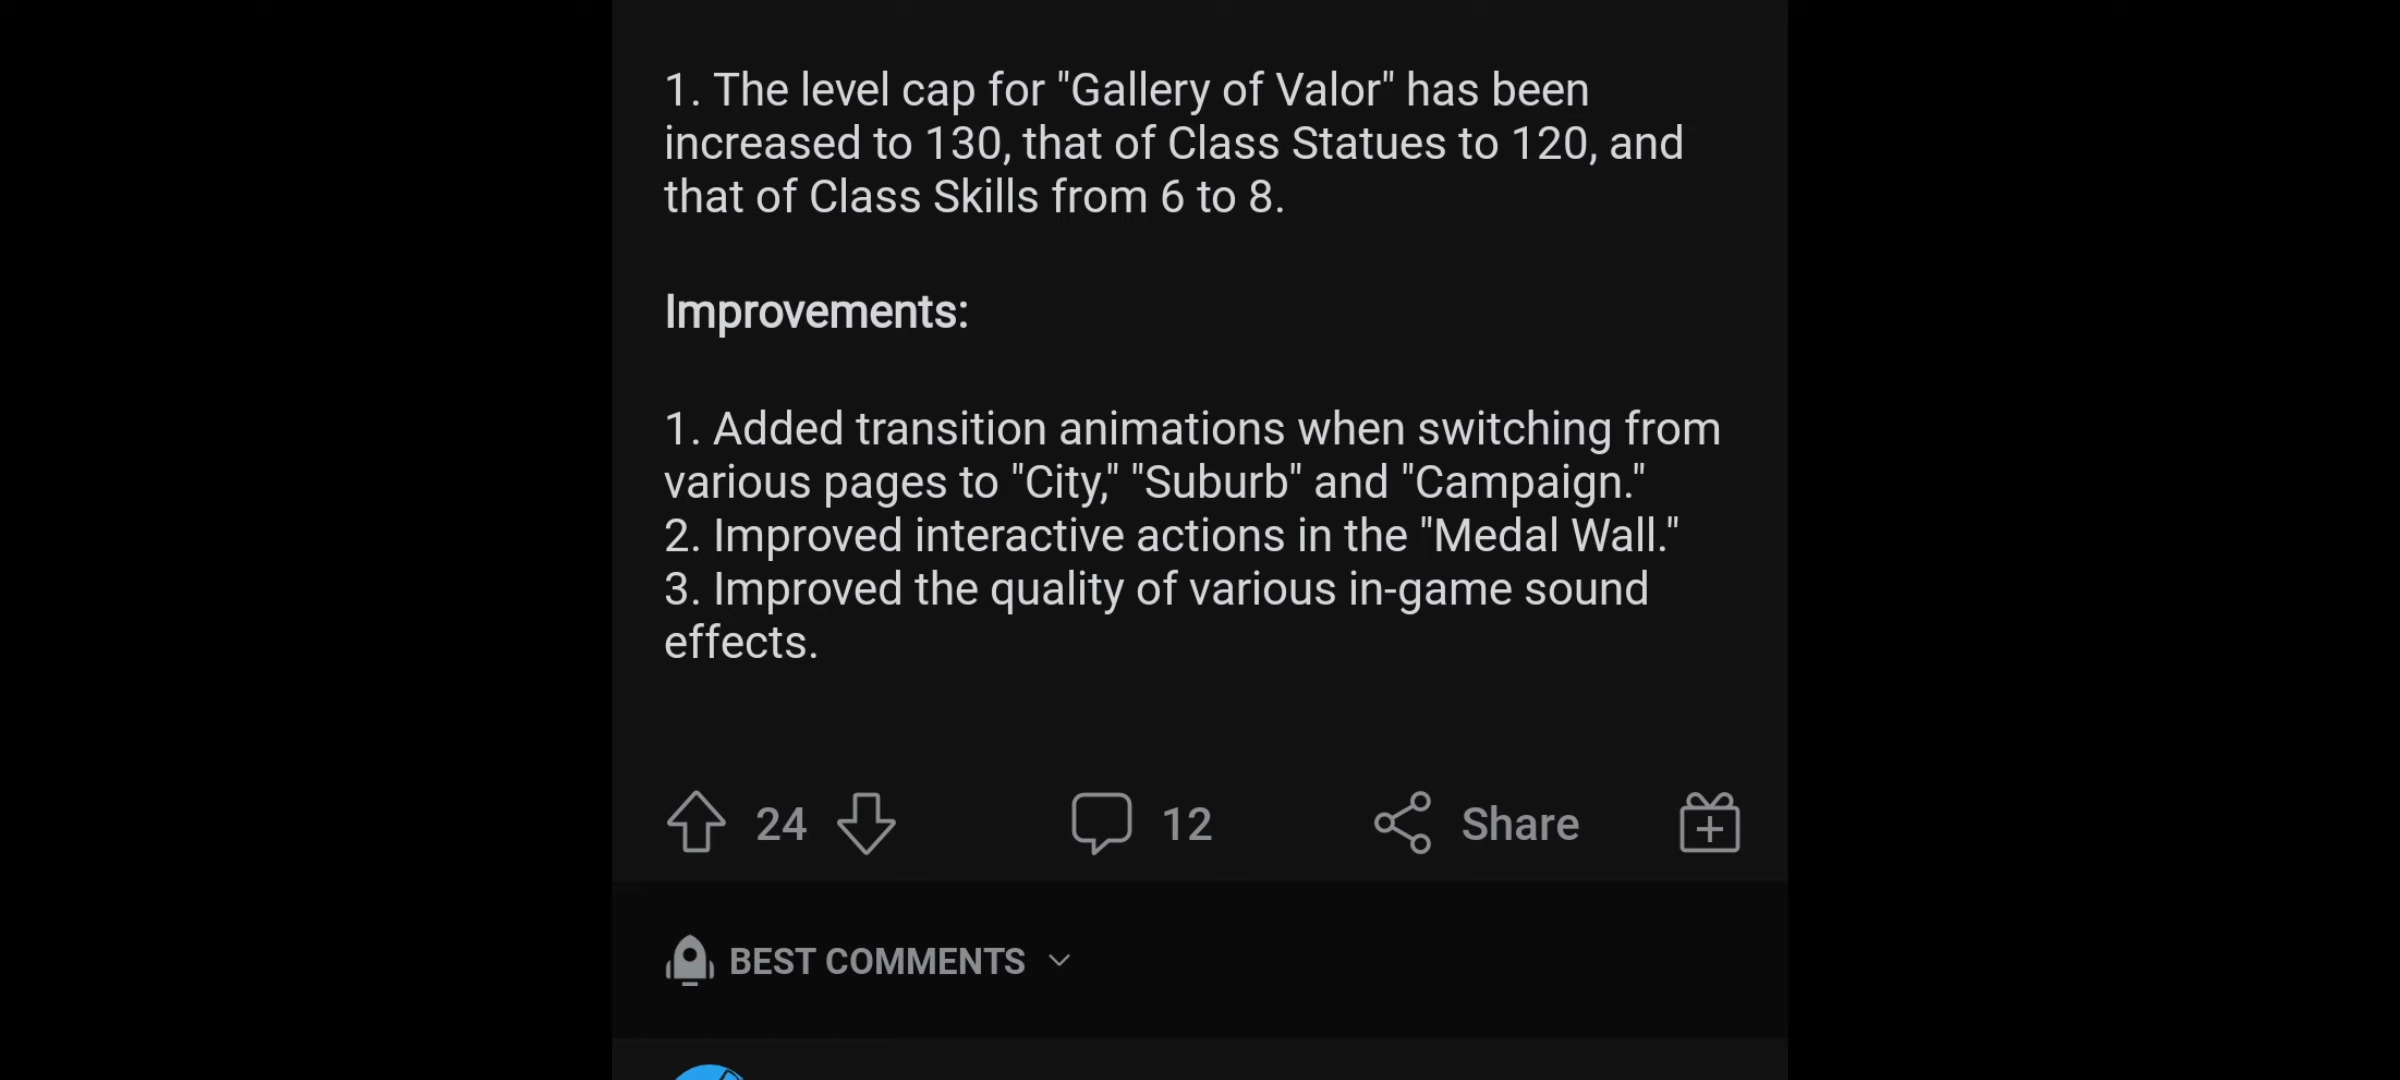 1. The level cap for "Gallery of Valor" has been
increased to 130, that of Class Statues to 120, and
that of Class Skills from 6 to 8.
Improvements:
1. Added transition animations when switching from
various pages to "City," "Suburb" and "Campaign."
2. Improved interactive actions in the "Medal Wall."
3. Improved the quality of various in-game sound
effects.
24 12 Share
BEST COMMENTS